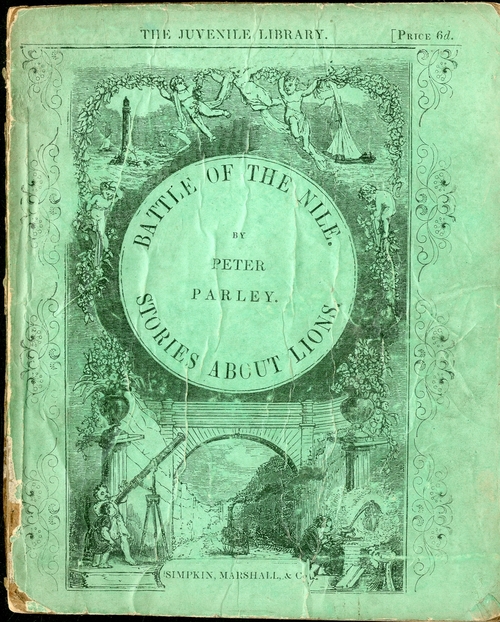 THE JUVENILE LIBRARY.
[PRICE 6d.
BATTLE OF THE NILE.
BY
PETER
PARLEY.
STORIES ABOUT LIONS.
SIMPKIN, MARSHALL, & Co.